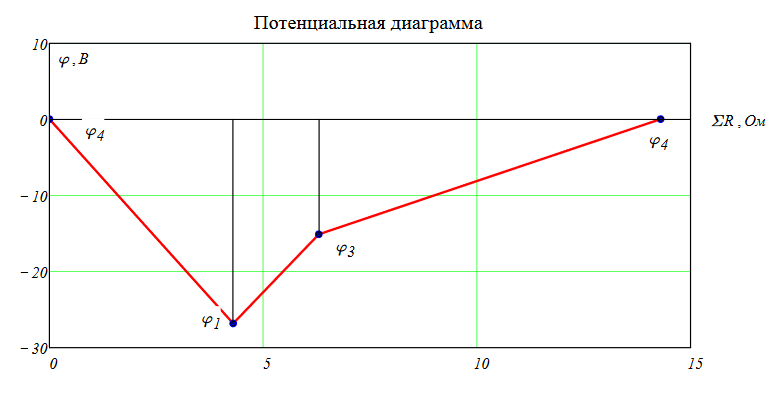 Потенциальная диаграмма
10
φ , В
0
φ4
ΣR , Ом
φ4
−10
φ3
−20
φ1
−30
0 5 10 15